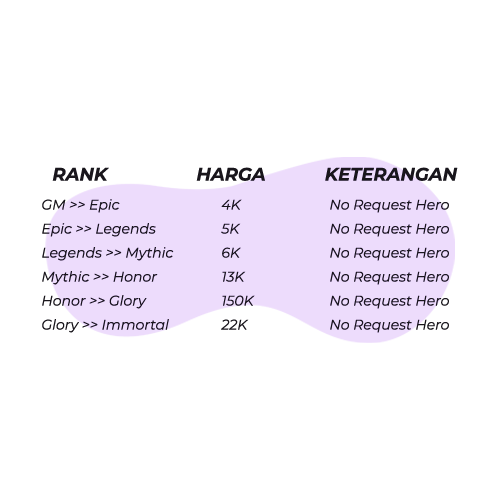 RANK HARGA KETERANGAN
GM >> Epic 4K No Request Hero
Epic >> Legends 5K No Request Hero
Legends >> Mythic 6K No Request Hero
Mythic >> Honor 13K No Request Hero
Honor >> Glory 150K No Request Hero
Glory >> Immortal 22K No Request Hero